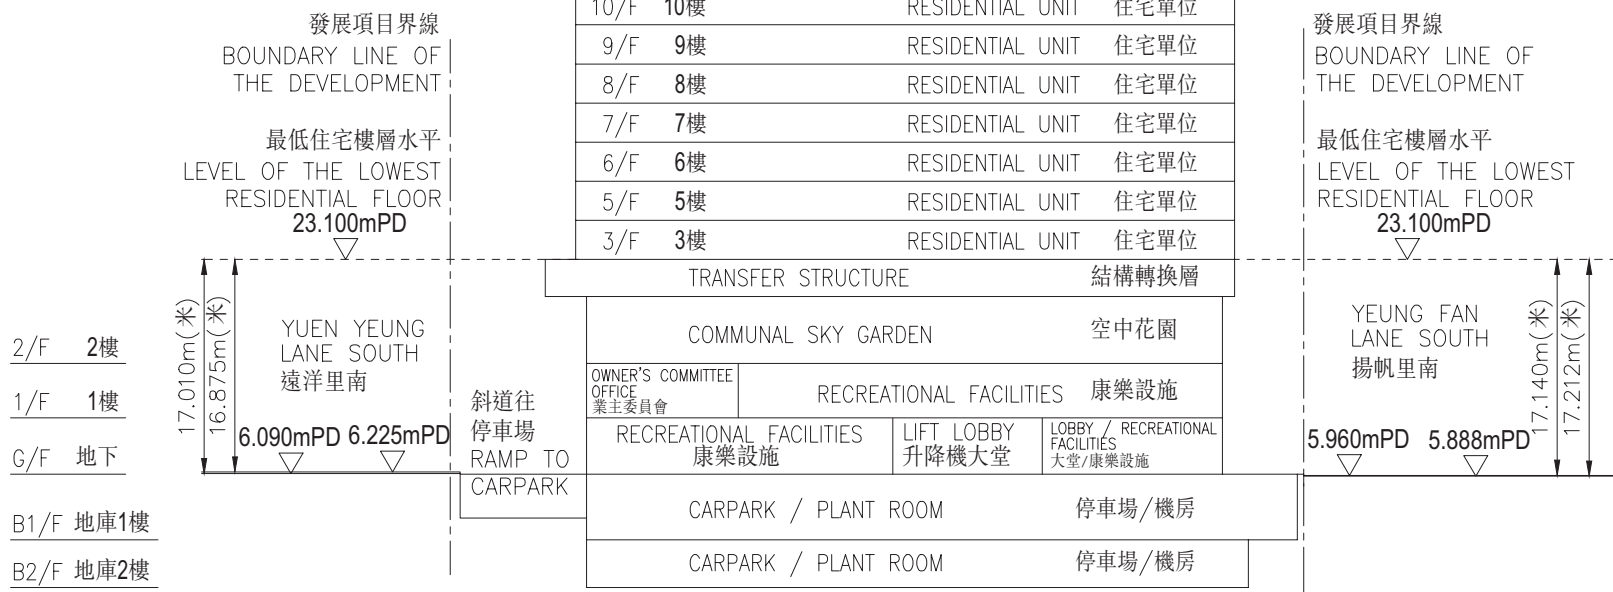 10/F 10樓 RESIDENTIAL UNIT 住宅單位
發展項目界線
BOUNDARY LINE OF
THE DEVELOPMENT
最低住宅樓層水平
LEVEL OF THE LOWEST
RESIDENTIAL FLOOR
23.100mPD
9/F 9樓 RESIDENTIAL UNIT 住宅單位
8/F 8樓 RESIDENTIAL UNIT 住宅單位
7/F 7樓 RESIDENTIAL UNIT 住宅單位
6/F 6樓 RESIDENTIAL UNIT 住宅單位
5/F 5樓 RESIDENTIAL UNIT 住宅單位
3/F 3樓 RESIDENTIAL UNIT 住宅單位
發展項目界線
BOUNDARY LINE OF
THE DEVELOPMENT
最低住宅樓層水平
LEVEL OF THE LOWEST
RESIDENTIAL FLOOR
23.100mPD
TRANSFER STRUCTURE 結構轉換層
17.010m(米)
16.875m(米)
YUEN YEUNG
LANE SOUTH
遠洋里南
6.090mPD 6.225mPD
斜道往
停車場
RAMP TO
CARPARK
COMMUNAL SKY GARDEN 空中花園
OWNER'S COMMITTEE
OFFICE
業主委員會
RECREATIONAL FACILITIES 康樂設施
RECREATIONAL FACILITIES
康樂設施
LIFT LOBBY
升降機大堂
LOBBY / RECREATIONAL
FACILITIES
大堂/康樂設施
YEUNG FAN
LANE SOUTH
揚帆里南
5.960mPD 5.888mPD
17.140m(米)
17.212m(米)
2/F 2樓
1/F 1樓
G/F 地下
B1/F 地庫1樓
B2/F 地庫2樓
CARPARK / PLANT ROOM 停車場/機房
CARPARK / PLANT ROOM 停車場/機房